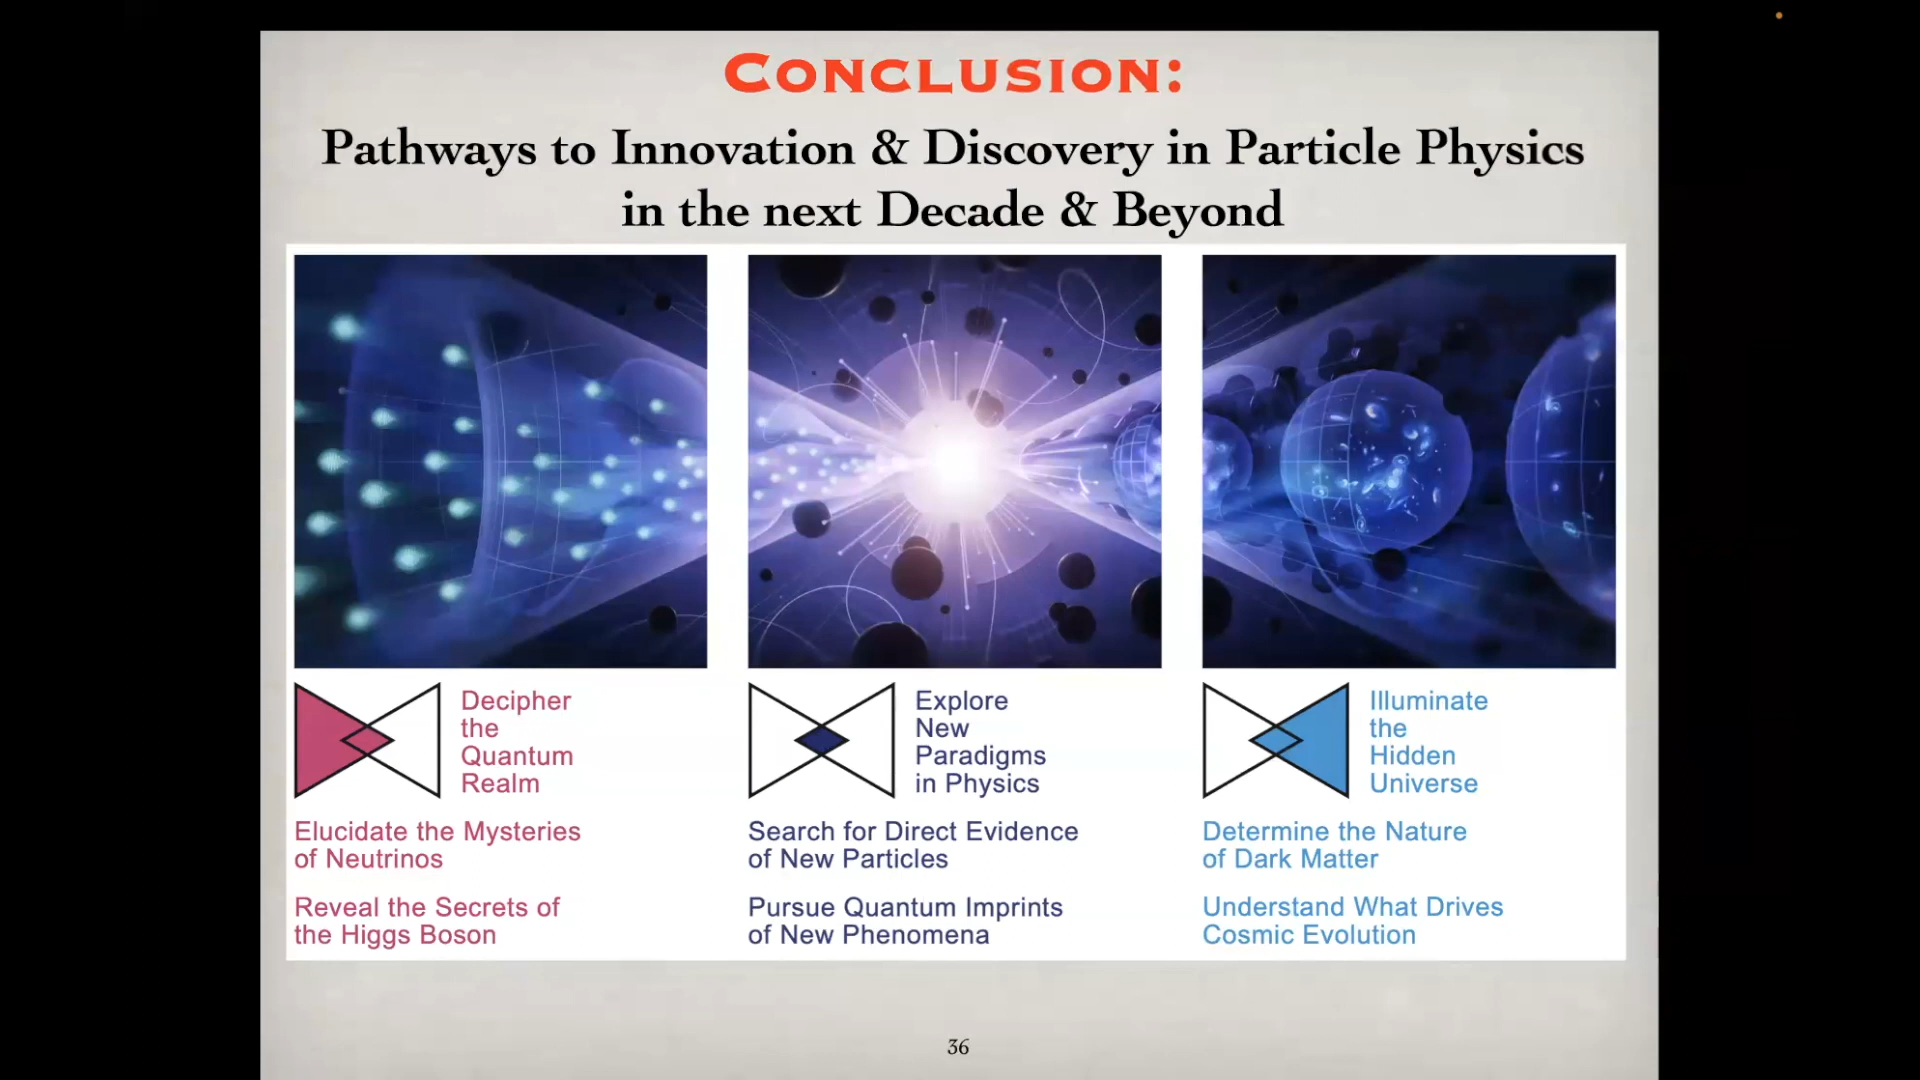 CONCLUSION:
Pathways to Innovation & Discovery in Particle Physics
in the next Decade & Beyond
Decipher
the
Quantum
Realm
Elucidate the Mysteries
of Neutrinos
Reveal the Secrets of
the Higgs Boson
Explore
New
Paradigms
in Physics
Search for Direct Evidence
of New Particles
Pursue Quantum Imprints
of New Phenomena
Illuminate
the
Hidden
Universe
Determine the Nature
of Dark Matter
Understand What Drives
Cosmic Evolution
36